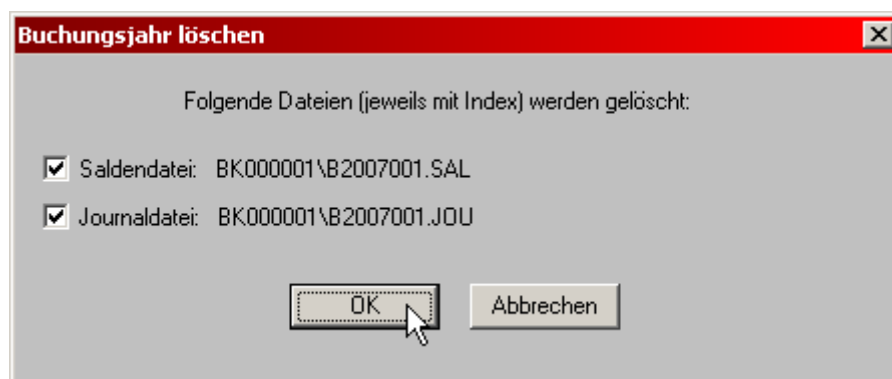 Buchungsjahr löschen
Folgende Dateien (jeweils mit Index) werden gelöscht:
Saldendatei: BK000001\B2007001.SAL
Journaldatei: BK000001\B2007001.JOU
OK Abbrechen